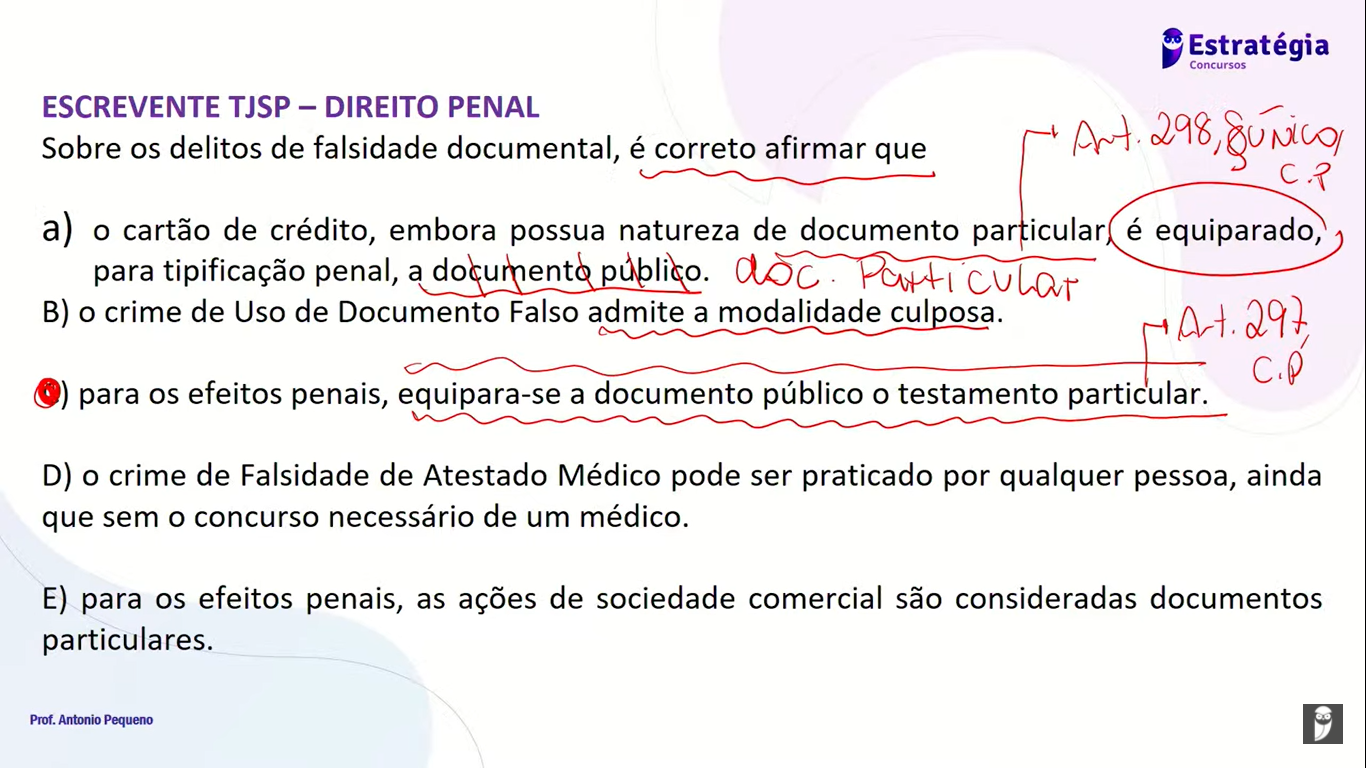 Estratégia
Concursos
ESCREVENTE TJSP – DIREITO PENAL
Art. 298, § ÚNICO,
C.P
Sobre os delitos de falsidade documental, é correto afirmar que
a) o cartão de crédito, embora possua natureza de documento particular, é equiparado,
para tipificação penal, a documento público. doc. Particular
B) o crime de Uso de Documento Falso admite a modalidade culposa.
Art. 297
C.P
) para os efeitos penais, equipara-se a documento público o testamento particular.
D) o crime de Falsidade de Atestado Médico pode ser praticado por qualquer pessoa, ainda
que sem o concurso necessário de um médico.
E) para os efeitos penais, as ações de sociedade comercial são consideradas documentos
particulares.
Prof. Antonio Pequeno